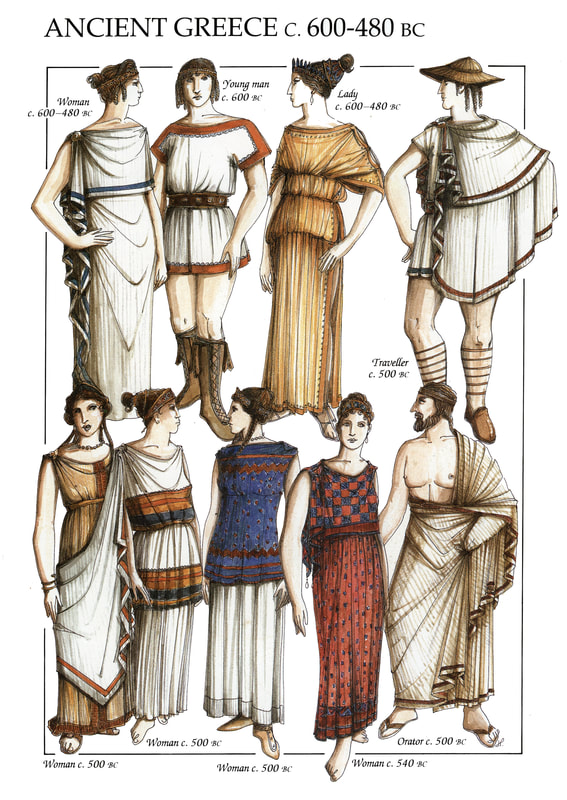 ANCIENT GREECE C. 600-480 BC
Woman
c. 600–480 BC
Young man
c. 600 BC
Lady
c. 600–480 BC
Traveller
c. 500 BC
Woman c. 500 BC
Woman c. 500 BC
Woman c. 500 BC
Woman c. 540 BC
Orator c. 500 BC